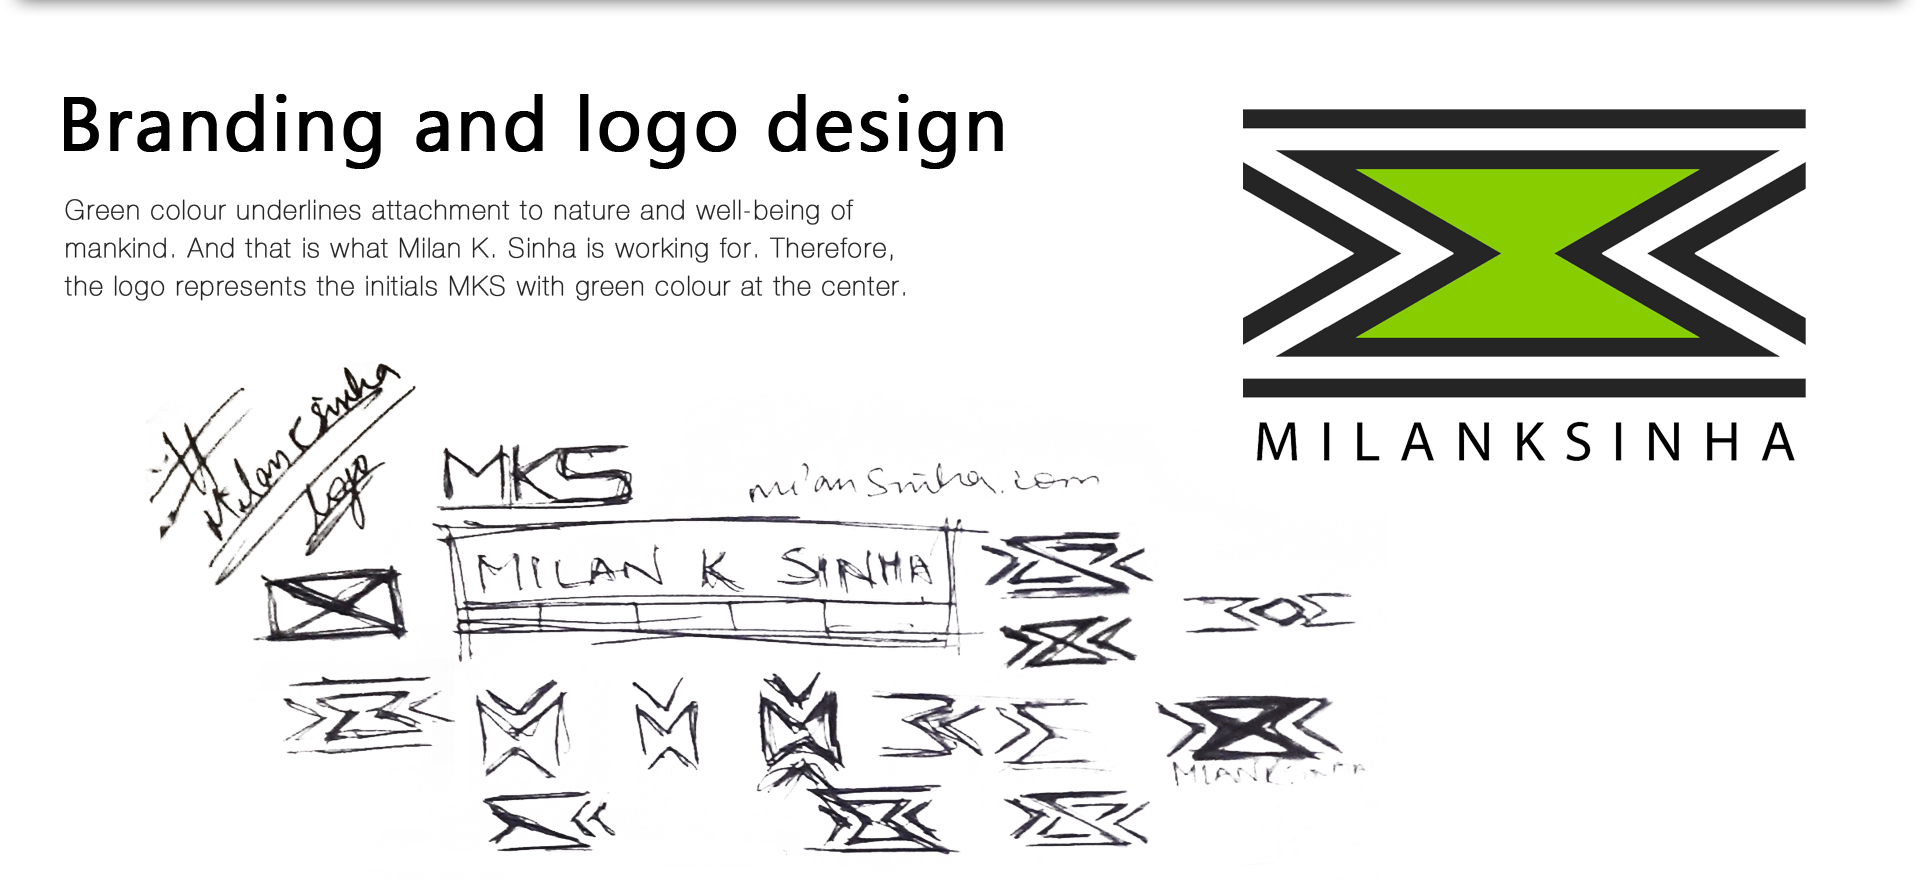 Branding and logo design
Green colour underlines attachment to nature and well-being of
mankind. And that is what Milan K. Sinha is working for. Therefore,
the logo represents the initials MKS with green colour at the center.
MILANKSINHA
# Milan K Sinha
logo
MKS
milansinha.com
MILAN K SINHA